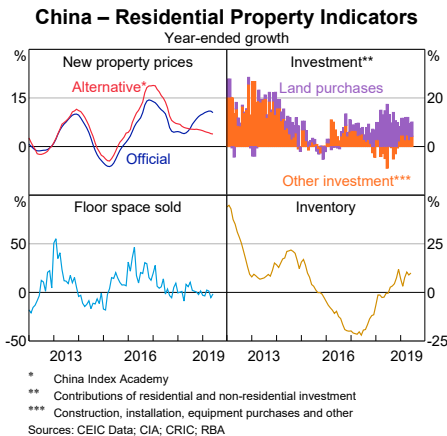 China – Residential Property Indicators
Year-ended growth
% New property prices Investment** %
Alternative* Land purchases
15 20
Official
0 0
Other investment***
% Floor space sold Inventory %
50 25
0 0
-50 -25
2013 2016 2019 2013 2016 2019
* China Index Academy
** Contributions of residential and non-residential investment
*** Construction, installation, equipment purchases and other
Sources: CEIC Data; CIA; CRIC; RBA